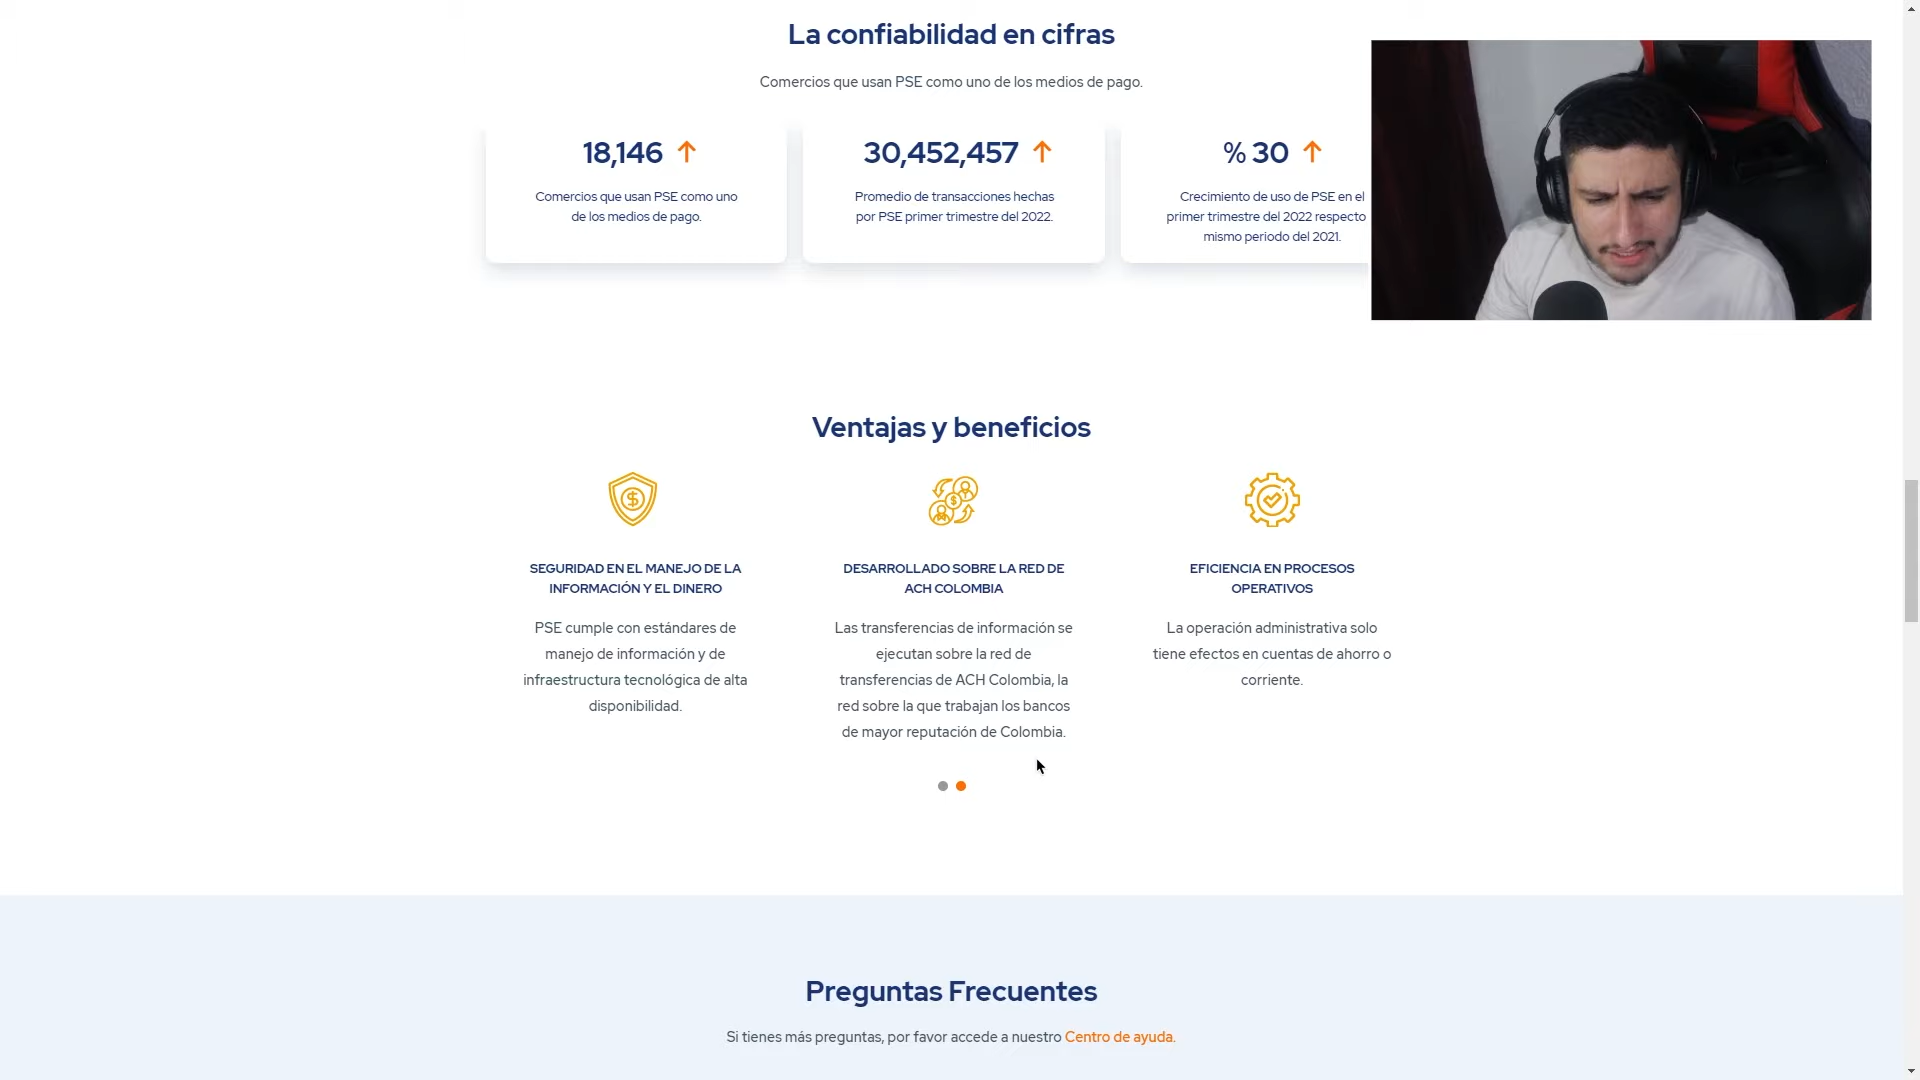 La confiabilidad en cifras
Comercios que usan PSE como uno de los medios de pago.
18,146
Comercios que usan PSE como uno
de los medios de pago.
30,452,457
Promedio de transacciones hechas
por PSE primer trimestre del 2022.
% 30
Crecimiento de uso de PSE en el
primer trimestre del 2022 respecto
mismo periodo del 2021.
Ventajas y beneficios
SEGURIDAD EN EL MANEJO DE LA
INFORMACIÓN Y EL DINERO
PSE cumple con estándares de
manejo de información y de
infraestructura tecnológica de alta
disponibilidad.
DESARROLLADO SOBRE LA RED DE
ACH COLOMBIA
Las transferencias de información se
ejecutan sobre la red de
transferencias de ACH Colombia, la
red sobre la que trabajan los bancos
de mayor reputación de Colombia.
EFICIENCIA EN PROCESOS
OPERATIVOS
La operación administrativa solo
tiene efectos en cuentas de ahorro o
corriente.
Preguntas Frecuentes
Si tienes más preguntas, por favor accede a nuestro Centro de ayuda.